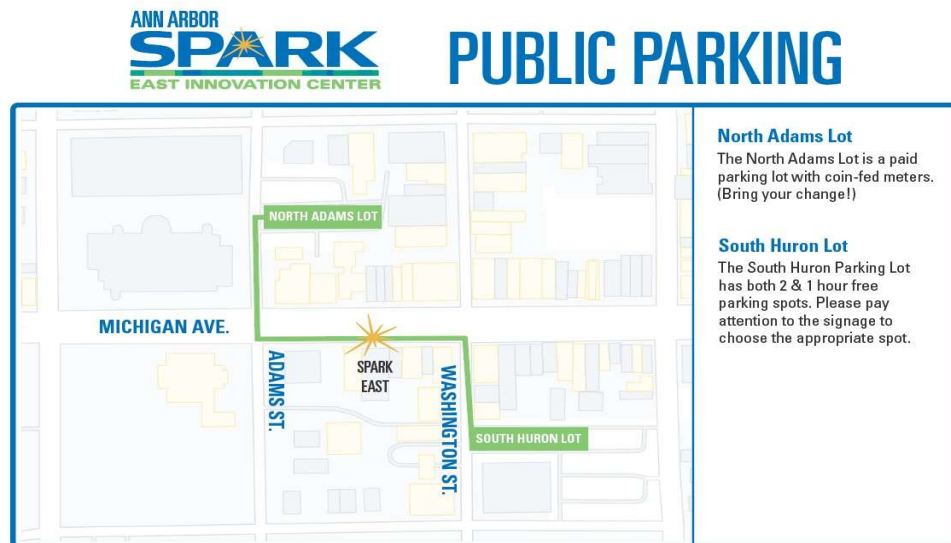 ANN ARBOR
SPARK
EAST INNOVATION CENTER
PUBLIC PARKING
NORTH ADAMS LOT
MICHIGAN AVE.
ADAMS ST.
SPARK
EAST
WASHINGTON ST.
SOUTH HURON LOT
North Adams Lot
The North Adams Lot is a paid
parking lot with coin-fed meters.
(Bring your change!)
South Huron Lot
The South Huron Parking Lot
has both 2 & 1 hour free
parking spots. Please pay
attention to the signage to
choose the appropriate spot.